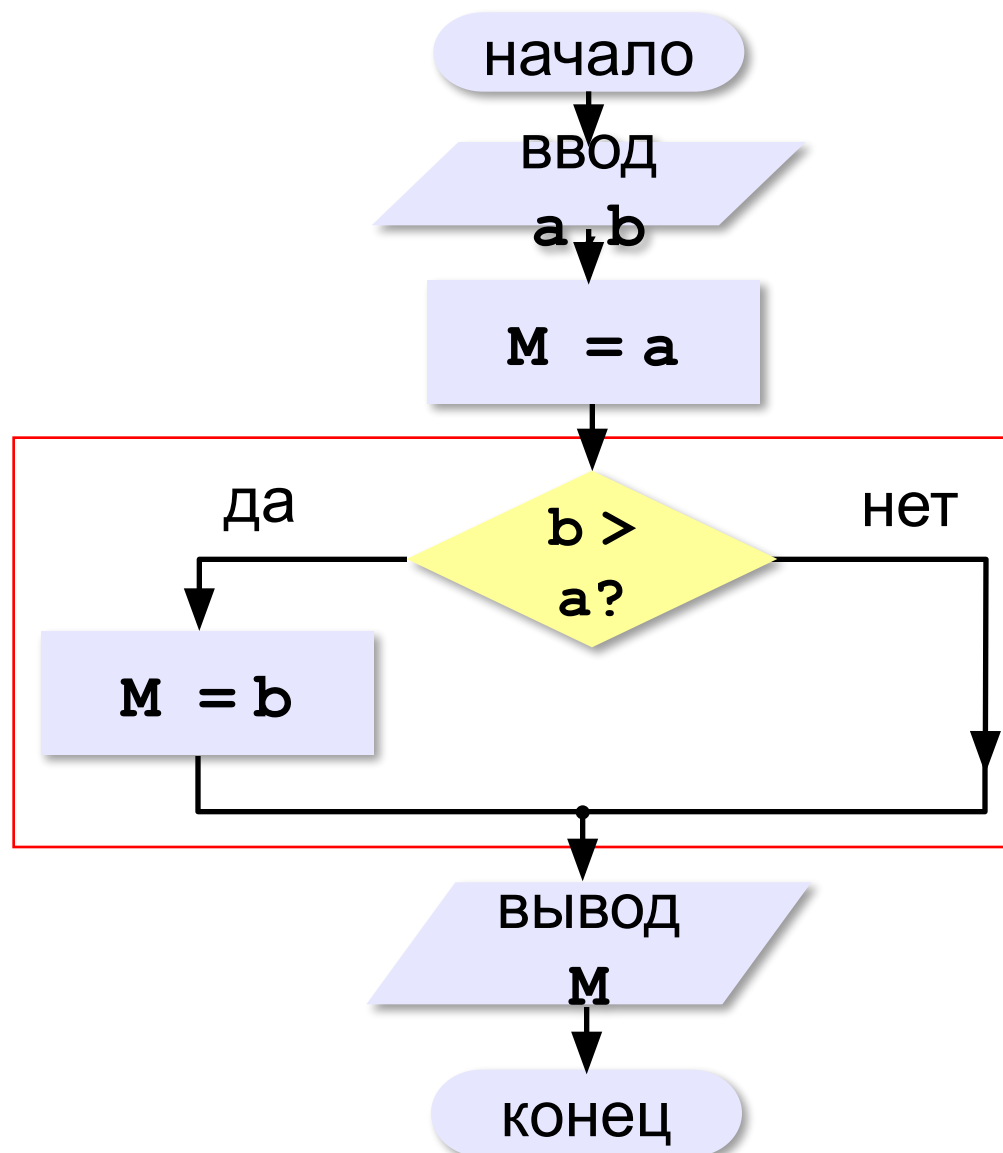 начало
ввод
a,b
M = a
да
нет
b >
a?
M = b
вывод
M
конец